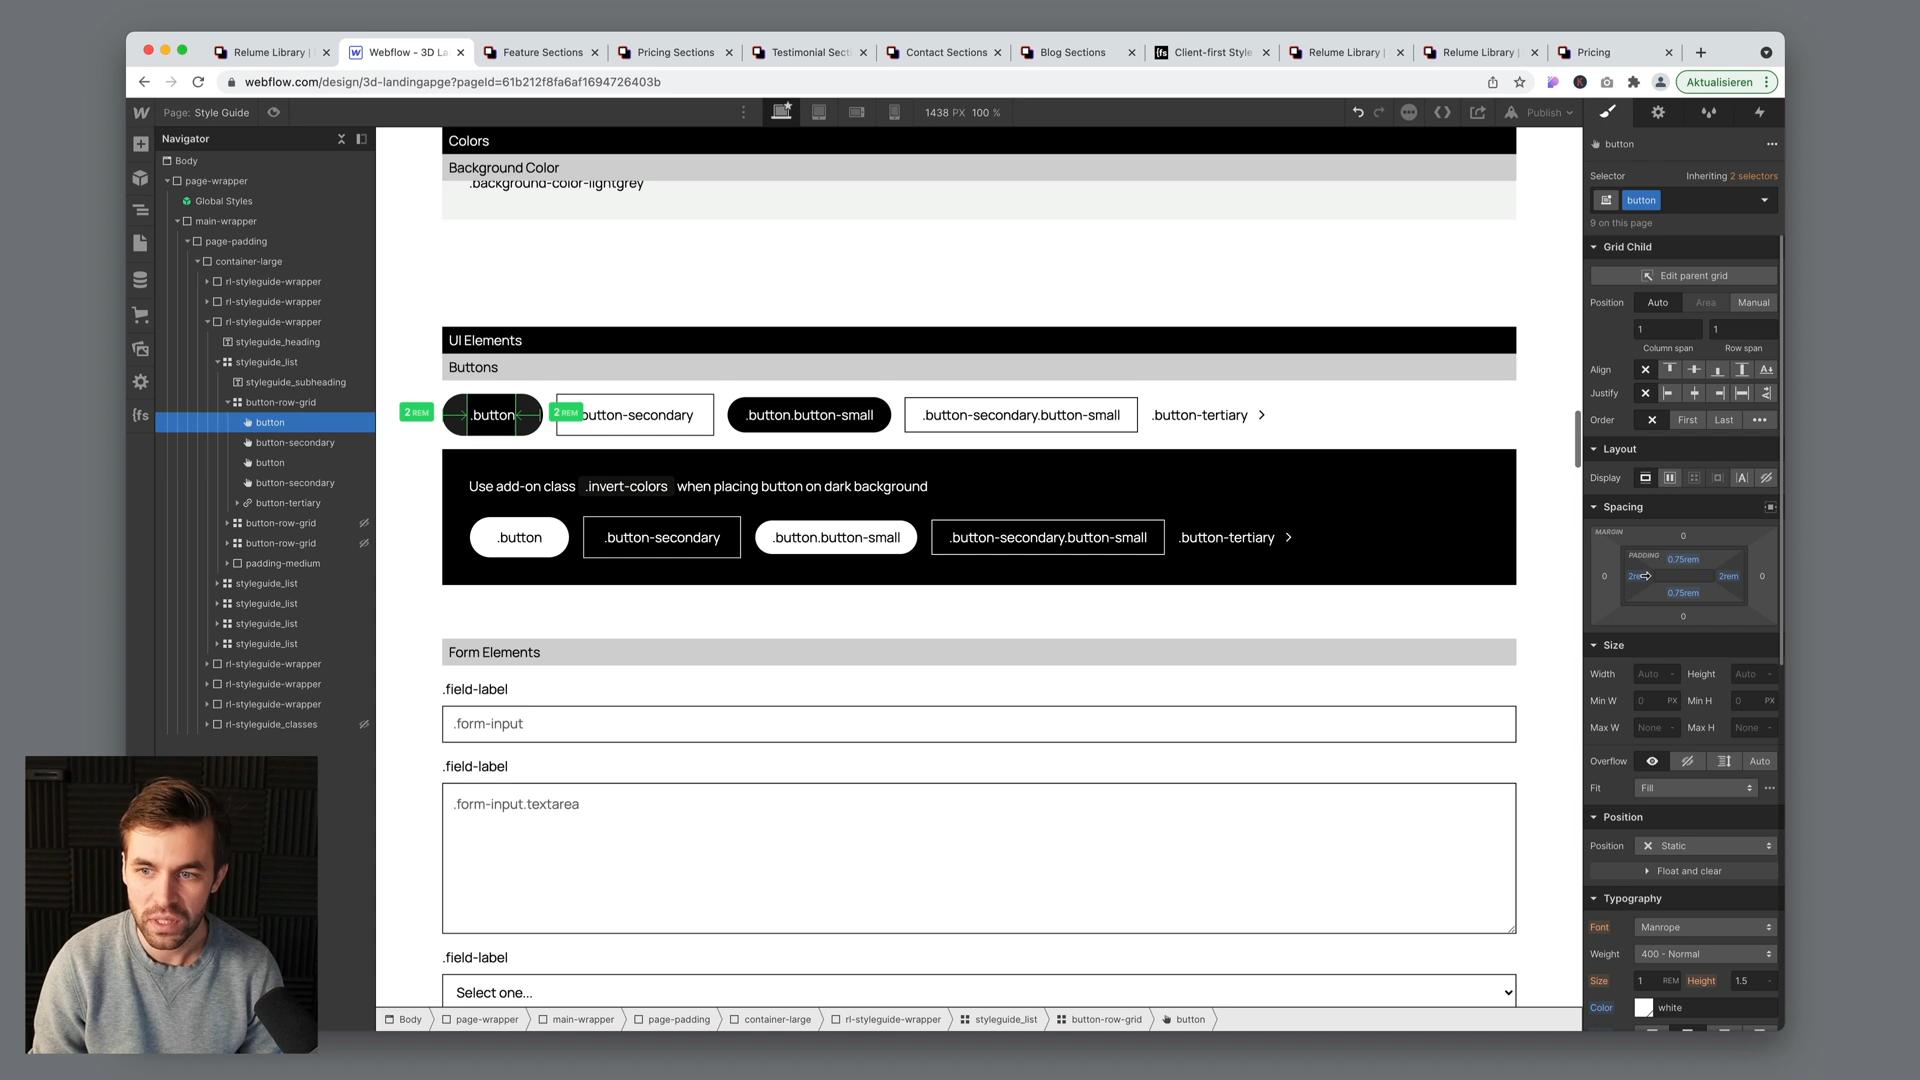 Relume Library |
Webflow - 3D La
Feature Sections
Pricing Sections
Testimonial Sect
Contact Sections
Blog Sections
Client-first Style
Relume Library |
Relume Library |
Pricing
webflow.com/design/3d-landingapge?pageId=61b212f8fa6af1694726403b
Aktualisieren
Page: Style Guide
1438 PX 100 %
Publish
Navigator
Body
page-wrapper
Global Styles
main-wrapper
page-padding
container-large
rl-styleguide-wrapper
rl-styleguide-wrapper
rl-styleguide-wrapper
styleguide_heading
styleguide_list
styleguide_subheading
button-row-grid
button
button-secondary
button
button-secondary
button-tertiary
button-row-grid
button-row-grid
padding-medium
styleguide_list
styleguide_list
styleguide_list
styleguide_list
rl-styleguide-wrapper
rl-styleguide-wrapper
rl-styleguide-wrapper
rl-styleguide_classes
Colors
Background Color
.background-color-lightgrey
UI Elements
Buttons
2 REM
.button
2 REM
button-secondary
.button.button-small
.button-secondary.button-small
.button-tertiary
Use add-on class .invert-colors when placing button on dark background
.button
.button-secondary
.button.button-small
.button-secondary.button-small
.button-tertiary
Form Elements
.field-label
.form-input
.field-label
.form-input.textarea
.field-label
Select one...
Body
page-wrapper
main-wrapper
page-padding
container-large
rl-styleguide-wrapper
styleguide_list
button-row-grid
button
button
Selector
Inheriting 2 selectors
button
9 on this page
Grid Child
Edit parent grid
Position Auto Area Manual
1 1
Column span Row span
Align
Justify
Order First Last
Layout
Display
Spacing
MARGIN
0
PADDING
0.75rem
0 2re 2rem 0
0.75rem
0
Size
Width Auto - Height Auto -
Min W 0 PX Min H 0 PX
Max W None - Max H None -
Overflow Auto
Fit Fill
Position
Position Static
Float and clear
Typography
Font Manrope
Weight 400 - Normal
Size 1 REM Height 1.5 -
Color white